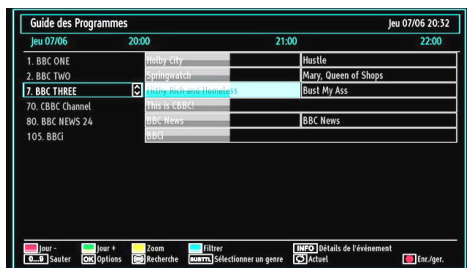 Guide des Programmes Jeu 07/06 20:32
Jeu 07/06 20:00 21:00 22:00
1. BBC ONE Holby City Hustle
2. BBC TWO Springwatch Mary, Queen of Shops
7. BBC THREE Filthy Rich and Homeless Bust My Ass
70. CBBC Channel This is CBBC!
80. BBC NEWS 24 BBC News BBC News
105. BBCi BBCi
Jour - Jour + Zoom Filtrer INFO Détails de l'événement
0...9 Sauter OK Options Recherche SUBTTL Sélectionner un genre Actuel Enr./ger.